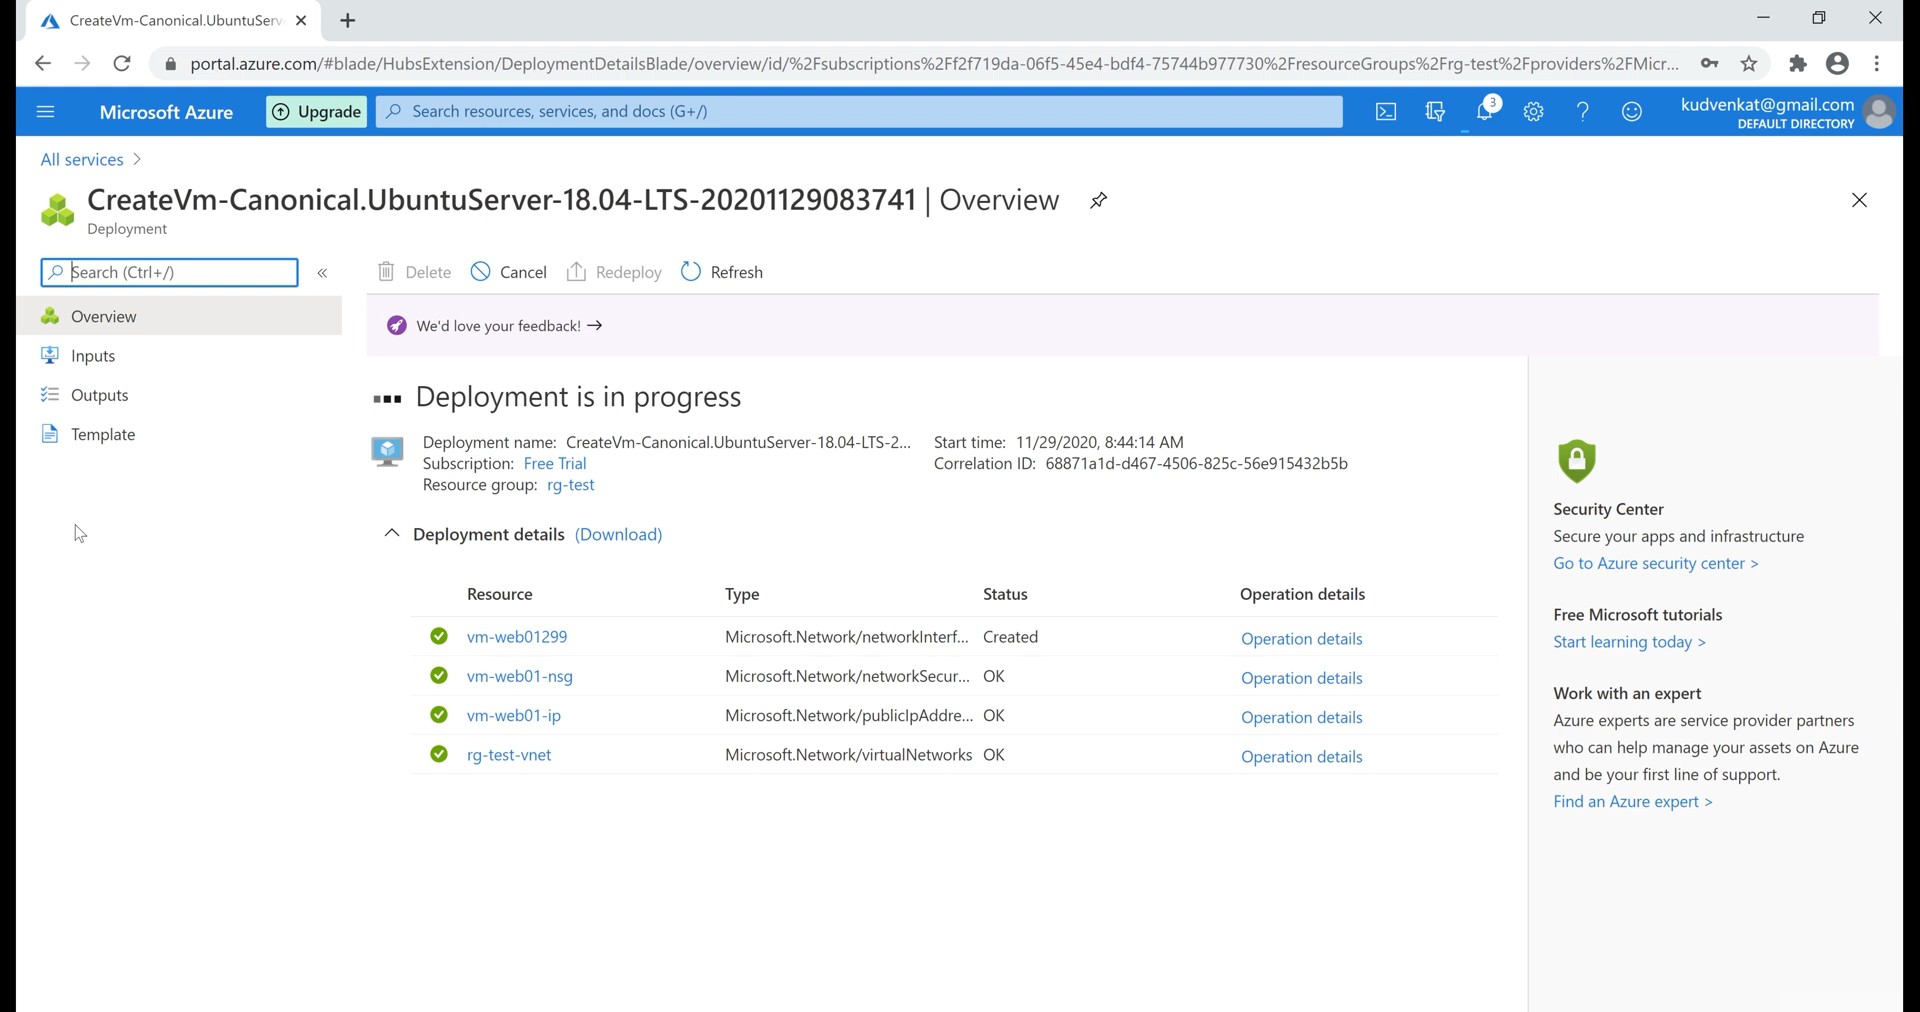 CreateVm-Canonical.UbuntuServ
portal.azure.com/#blade/HubsExtension/DeploymentDetailsBlade/overview/id/%2Fsubscriptions%2Ff2f719da-06f5-45e4-bdf4-75744b977730%2FresourceGroups%2Frg-test%2Fproviders%2FMicr...
Microsoft Azure
Upgrade
Search resources, services, and docs (G+/)
3
kudvenkat@gmail.com
DEFAULT DIRECTORY
All services >
CreateVm-Canonical.UbuntuServer-18.04-LTS-20201129083741 | Overview
Deployment
Search (Ctrl+/)
«
Delete
Cancel
Redeploy
Refresh
Overview
Inputs
Outputs
Template
We'd love your feedback! →
Deployment is in progress
Deployment name: CreateVm-Canonical.UbuntuServer-18.04-LTS-2...
Subscription: Free Trial
Resource group: rg-test
Start time: 11/29/2020, 8:44:14 AM
Correlation ID: 68871a1d-d467-4506-825c-56e915432b5b
Deployment details (Download)
Resource Type Status Operation details
vm-web01299 Microsoft.Network/networkInterf... Created Operation details
vm-web01-nsg Microsoft.Network/networkSecur... OK Operation details
vm-web01-ip Microsoft.Network/publicIpAddre... OK Operation details
rg-test-vnet Microsoft.Network/virtualNetworks OK Operation details
Security Center
Secure your apps and infrastructure
Go to Azure security center >
Free Microsoft tutorials
Start learning today >
Work with an expert
Azure experts are service provider partners
who can help manage your assets on Azure
and be your first line of support.
Find an Azure expert >